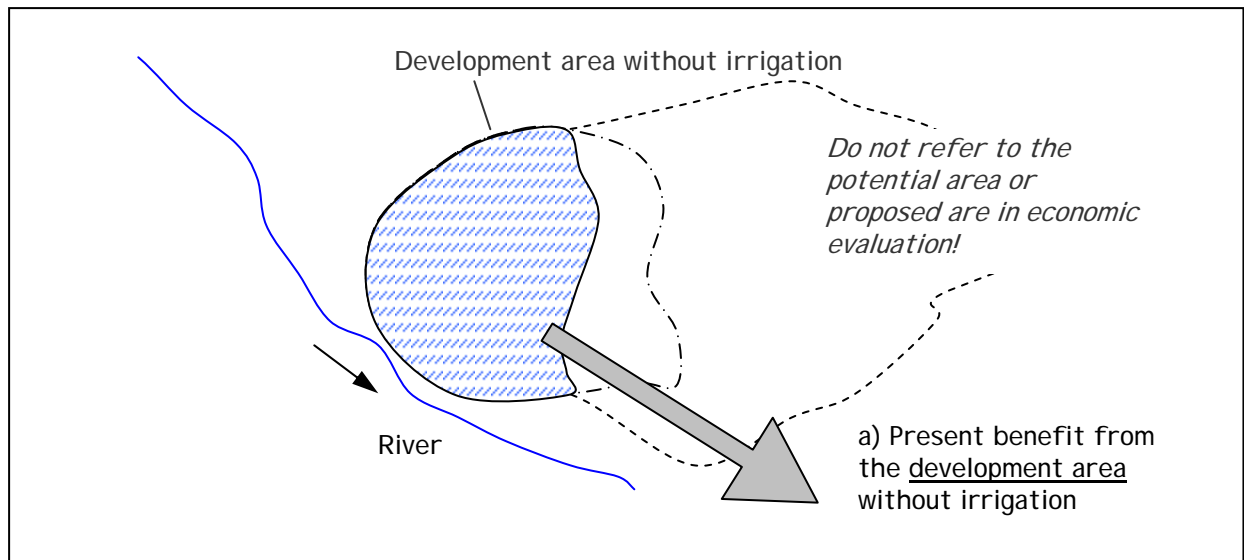 Development area without irrigation
Do not refer to the
potential area or
proposed are in economic
evaluation!
River
a) Present benefit from
the development area
without irrigation